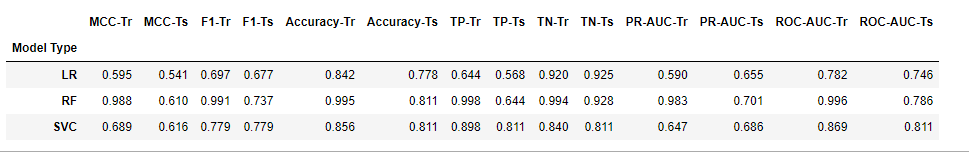 MCC-Tr MCC-Ts F1-Tr F1-Ts Accuracy-Tr Accuracy-Ts TP-Tr TP-Ts TN-Tr TN-Ts PR-AUC-Tr PR-AUC-Ts ROC-AUC-Tr ROC-AUC-Ts
Model Type
LR 0.595 0.541 0.697 0.677 0.842 0.778 0.644 0.568 0.920 0.925 0.590 0.655 0.782 0.746
RF 0.988 0.610 0.991 0.737 0.995 0.811 0.998 0.644 0.994 0.928 0.983 0.701 0.996 0.786
SVC 0.689 0.616 0.779 0.779 0.856 0.811 0.898 0.811 0.840 0.811 0.647 0.686 0.869 0.811